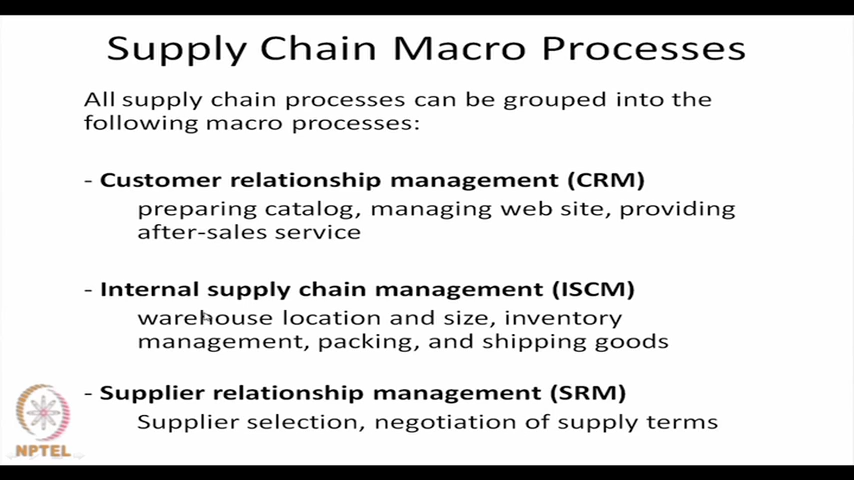 Supply Chain Macro Processes
All supply chain processes can be grouped into the
following macro processes:
- Customer relationship management (CRM)
preparing catalog, managing web site, providing
after-sales service
- Internal supply chain management (ISCM)
warehouse location and size, inventory
management, packing, and shipping goods
- Supplier relationship management (SRM)
Supplier selection, negotiation of supply terms
NPTEL